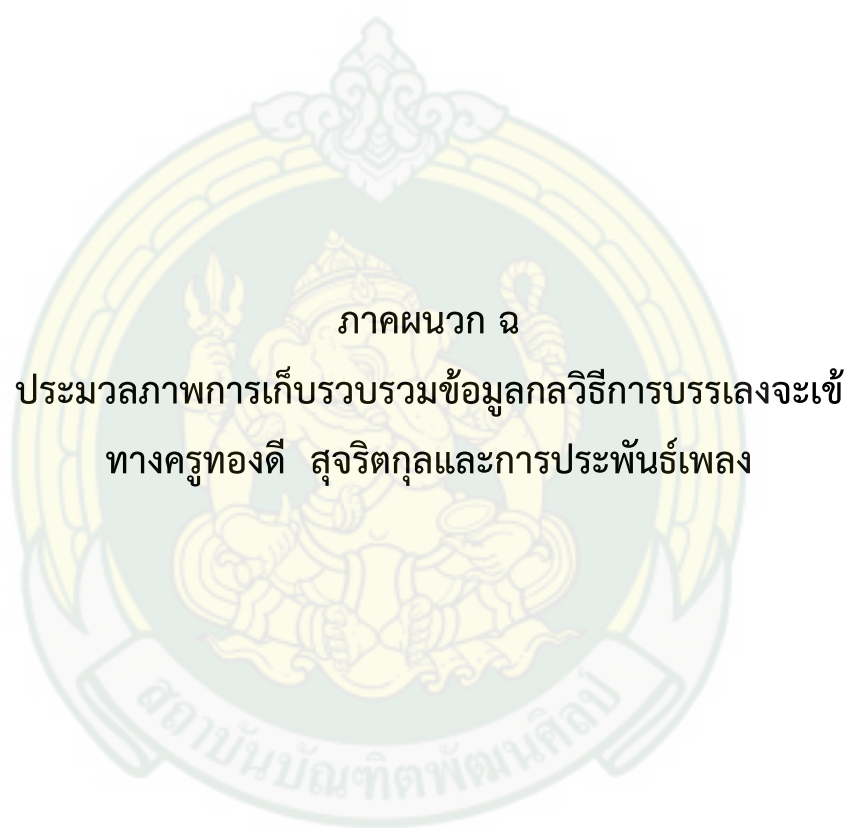 ภาคผนวก ฉ
ประมวลภาพการเก็บรวบรวมข้อมูลกลวิธีการบรรเลงจะเข้
ทางครูทองดี สุจริตกุลและการประพันธ์เพลง
สถาบันบัณฑิตพัฒนศิลป์